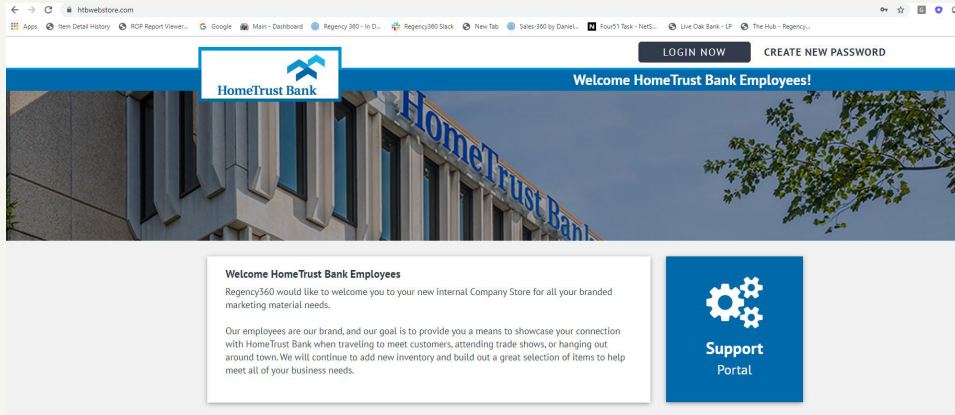 htbwebstore.com
Apps Item Detail History ROP Report Viewer... Google Main - Dashboard Regency 360 - In D... Regency360 Slack New Tab Sales-360 by Daniel... Four51 Task - NetS... Live Oak Bank - LP The Hub - Regency...
LOGIN NOW CREATE NEW PASSWORD
HomeTrust Bank
Welcome HomeTrust Bank Employees!
HomeTrust Bank
Welcome HomeTrust Bank Employees
Regency360 would like to welcome you to your new internal Company Store for all your branded
marketing material needs.
Our employees are our brand, and our goal is to provide you a means to showcase your connection
with HomeTrust Bank when traveling to meet customers, attending trade shows, or hanging out
around town. We will continue to add new inventory and build out a great selection of items to help
meet all of your business needs.
Support
Portal